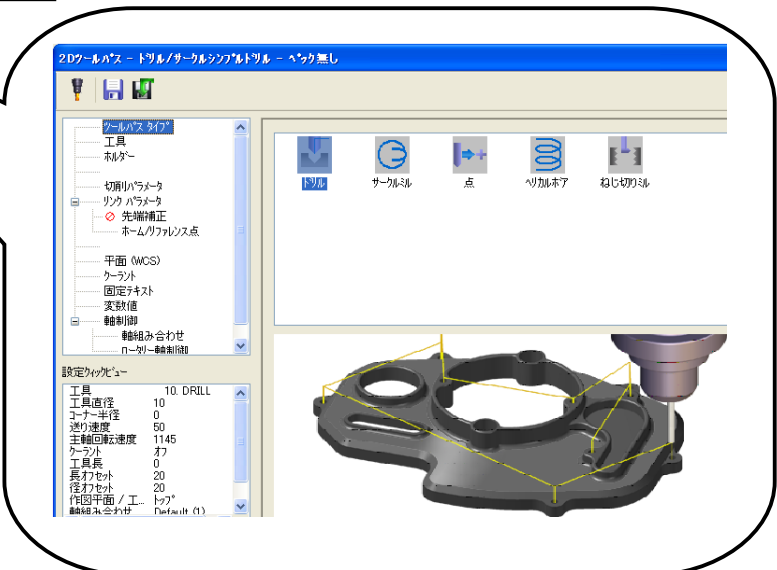 2Dツールパス - ドリル/サークルシンプルドリル - ペック無し
ツールパス タイプ
工具
ホルダー
切削パラメータ
リンク パラメータ
先端補正
ホーム/リファレンス点
平面 (WCS)
クーラント
固定テキスト
変数値
軸制御
軸組み合わせ
ロータリー軸制御
ドリル
サークルミル
点
ヘリカルボア
ねじ切りミル
設定クイックビュー
工具 10. DRILL
工具直径 10
コーナー半径 0
送り速度 50
主軸回転速度 1145
クーラント オフ
工具長 0
長オフセット 20
径オフセット 20
作図平面 / エ... トップ
軸組み合わせ Default (1)